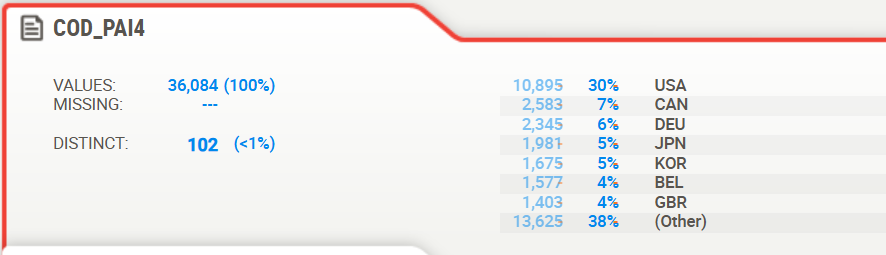 COD_PAI4
VALUES: 36,084 (100%)
MISSING: ---
DISTINCT: 102 (<1%)
10,895 30% USA
2,583 7% CAN
2,345 6% DEU
1,981 5% JPN
1,675 5% KOR
1,577 4% BEL
1,403 4% GBR
13,625 38% (Other)